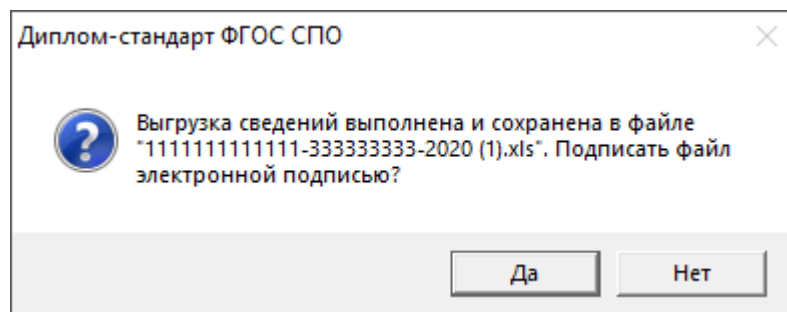 Диплом-стандарт ФГОС СПО
Выгрузка сведений выполнена и сохранена в файле
"1111111111111-333333333-2020 (1).xls". Подписать файл
электронной подписью?
Да
Нет